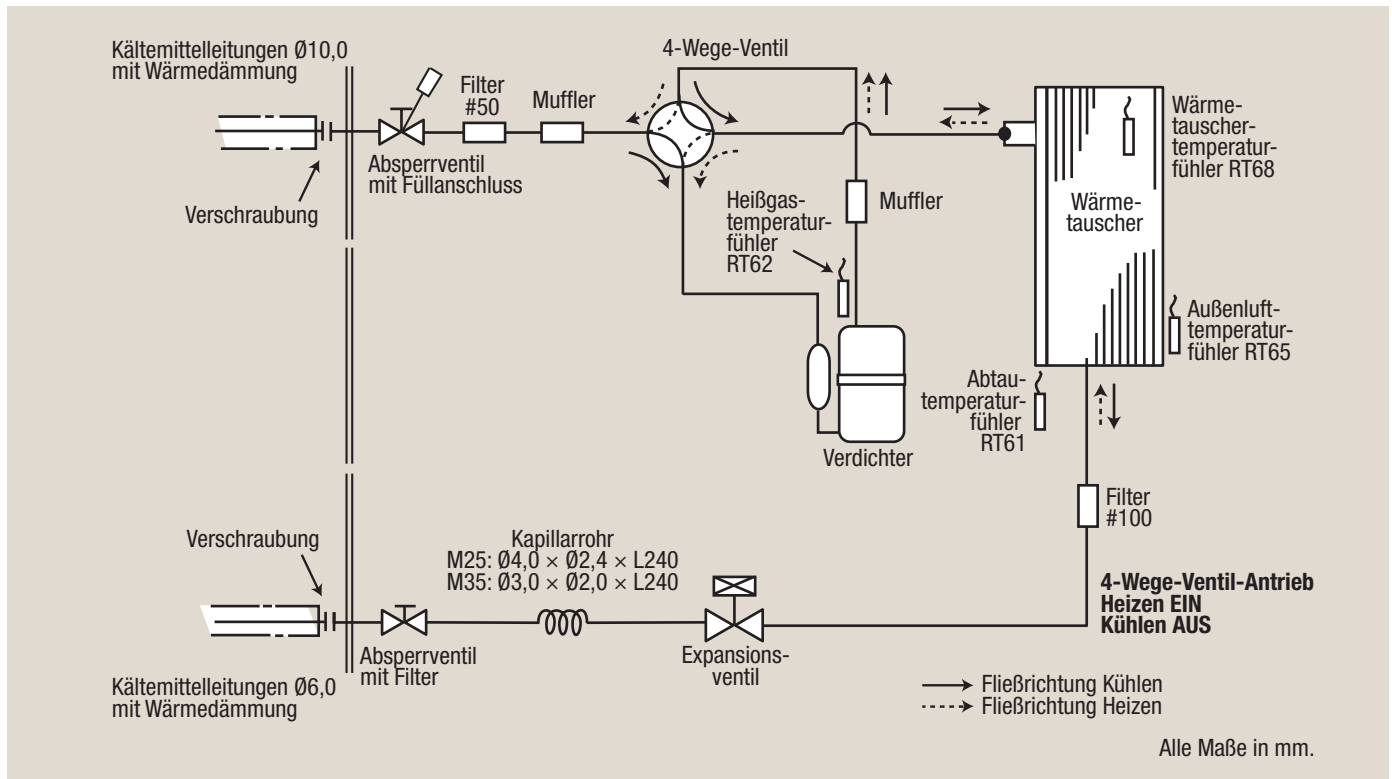 Kältemittelleitungen Ø10,0
mit Wärmedämmung
Filter
#50
Muffler
4-Wege-Ventil
Absperrventil
mit Füllanschluss
Verschraubung
Wärme-
tauscher-
temperatur-
fühler RT68
Wärme-
tauscher
Heißgas-
temperatur-
fühler
RT62
Muffler
Außenluft-
temperatur-
fühler RT65
Abtau-
temperatur-
fühler
RT61
Verdichter
Filter
#100
Verschraubung
Kapillarrohr
M25: Ø4,0 × Ø2,4 × L240
M35: Ø3,0 × Ø2,0 × L240
4-Wege-Ventil-Antrieb
Heizen EIN
Kühlen AUS
Absperrventil
mit Filter
Expansions-
ventil
Kältemittelleitungen Ø6,0
mit Wärmedämmung
Fließrichtung Kühlen
Fließrichtung Heizen
Alle Maße in mm.